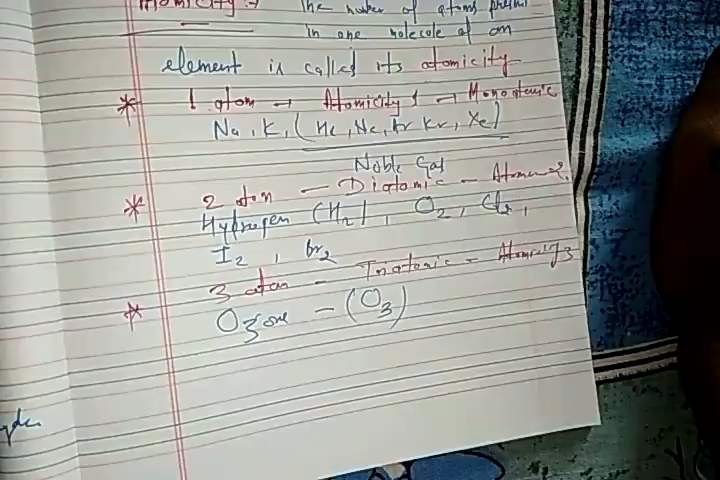 Atomicity → The number of atoms present
in one molecule of an
element is called its atomicity
* 1 atom → Atomicity 1 → Monoatomic
Na, K, (He, Ne, Ar Kr, Xe)
Noble Gas
* 2 atom — Diatomic —
Hydrogen (H2), O2, Cl2,
I2, Br2
* 3 atom — Triatomic — Atomicity 3
Ozone — (O3)